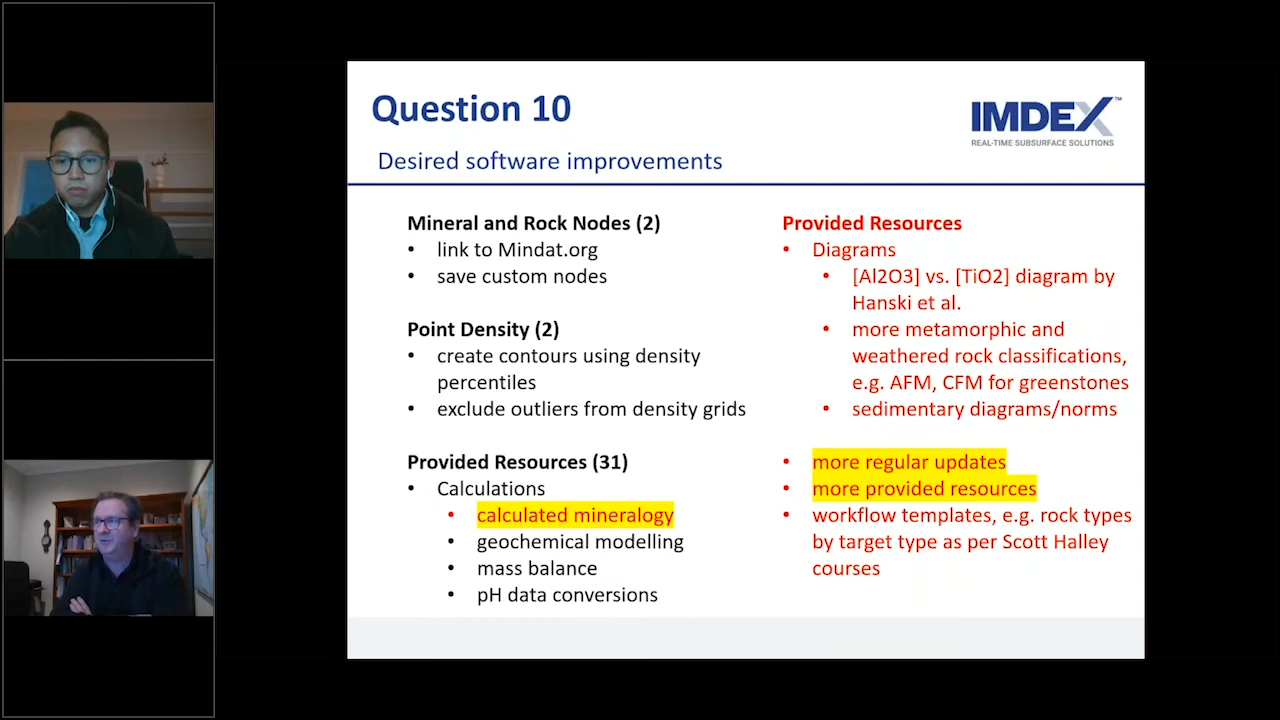 Question 10
IMDEX™
REAL-TIME SUBSURFACE SOLUTIONS
Desired software improvements
Mineral and Rock Nodes (2)
• link to Mindat.org
• save custom nodes
Point Density (2)
• create contours using density
percentiles
• exclude outliers from density grids
Provided Resources (31)
• Calculations
• calculated mineralogy
• geochemical modelling
• mass balance
• pH data conversions
Provided Resources
• Diagrams
• [Al2O3] vs. [TiO2] diagram by
Hanski et al.
• more metamorphic and
weathered rock classifications,
e.g. AFM, CFM for greenstones
• sedimentary diagrams/norms
• more regular updates
• more provided resources
• workflow templates, e.g. rock types
by target type as per Scott Halley
courses